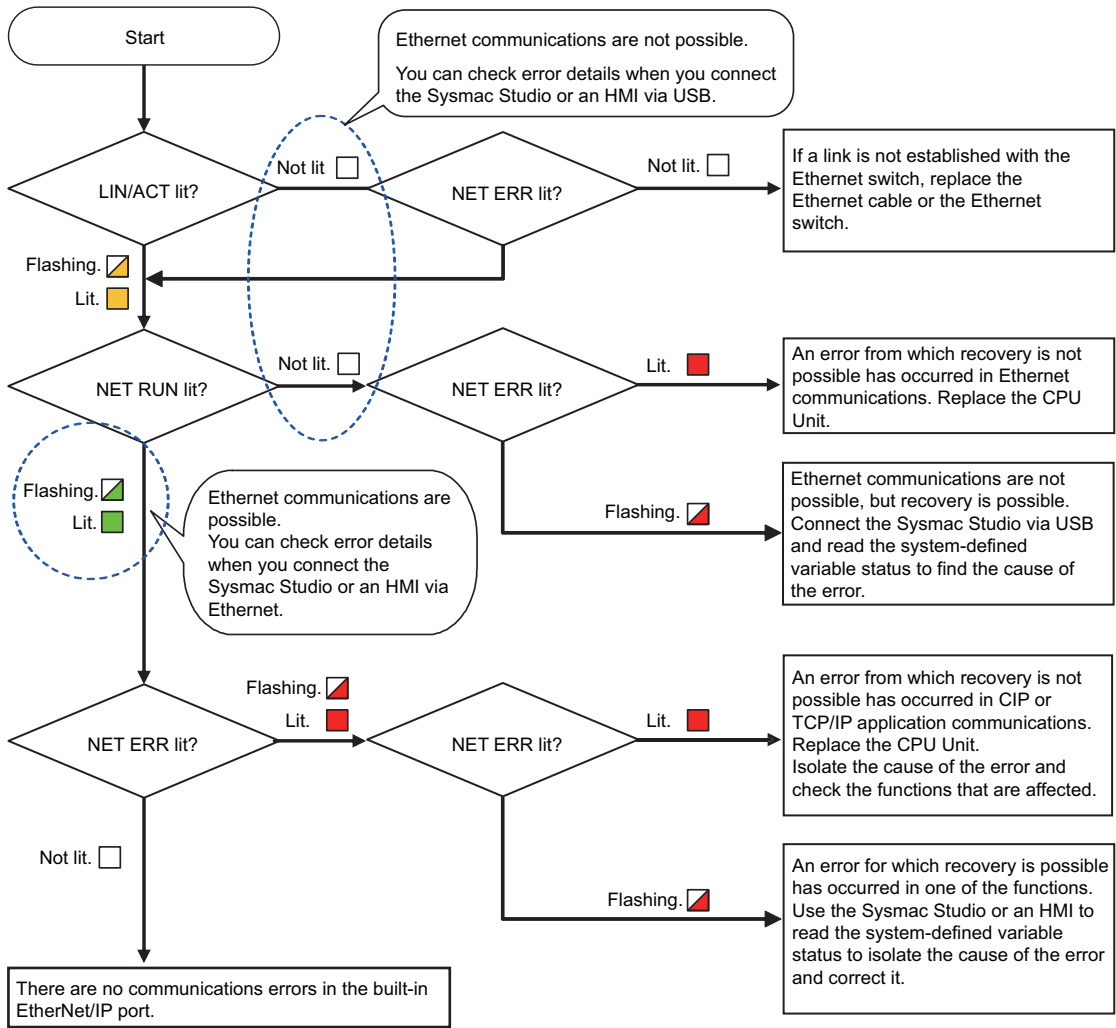 Start
Ethernet communications are not possible.
You can check error details when you connect
the Sysmac Studio or an HMI via USB.
LIN/ACT lit?
Not lit
NET ERR lit?
Not lit.
If a link is not established with the
Ethernet switch, replace the
Ethernet cable or the Ethernet
switch.
Flashing.
Lit.
NET RUN lit?
Not lit.
NET ERR lit?
Lit.
An error from which recovery is not
possible has occurred in Ethernet
communications. Replace the CPU
Unit.
Flashing.
Lit.
Ethernet communications are
possible.
You can check error details
when you connect the
Sysmac Studio or an HMI via
Ethernet.
Flashing.
Ethernet communications are not
possible, but recovery is possible.
Connect the Sysmac Studio via USB
and read the system-defined
variable status to find the cause of
the error.
NET ERR lit?
Flashing.
Lit.
NET ERR lit?
Lit.
An error from which recovery is not
possible has occurred in CIP or
TCP/IP application communications.
Replace the CPU Unit.
Isolate the cause of the error and
check the functions that are affected.
Not lit.
Flashing.
An error for which recovery is possible
has occurred in one of the functions.
Use the Sysmac Studio or an HMI to
read the system-defined variable
status to isolate the cause of the error
and correct it.
There are no communications errors in the built-in
EtherNet/IP port.